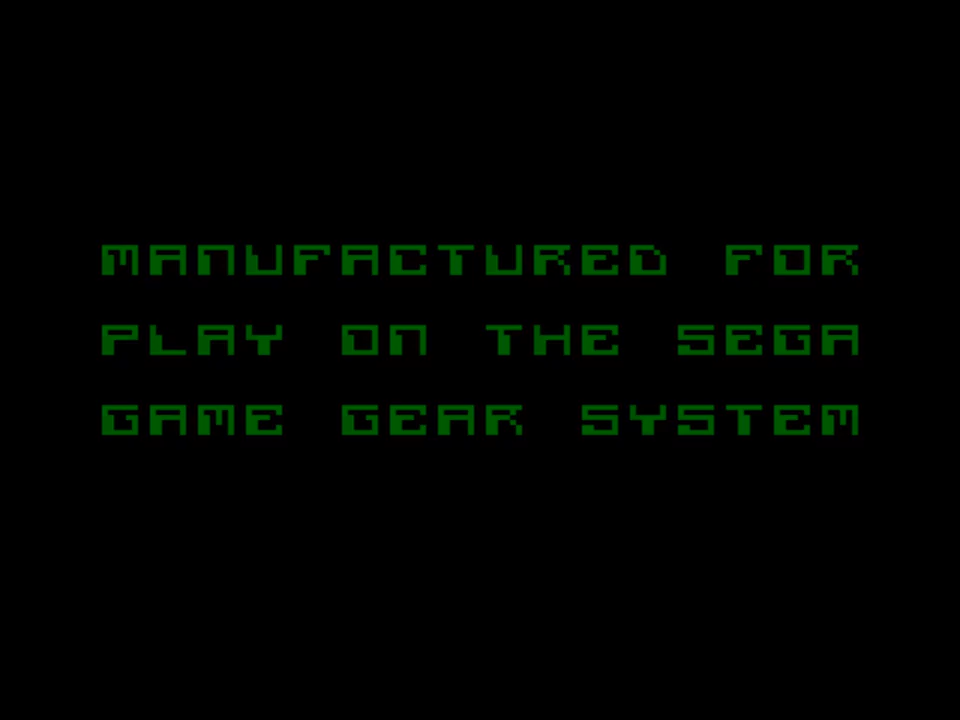 MANUFACTURED FOR
PLAY ON THE SEGA
GAME GEAR SYSTEM